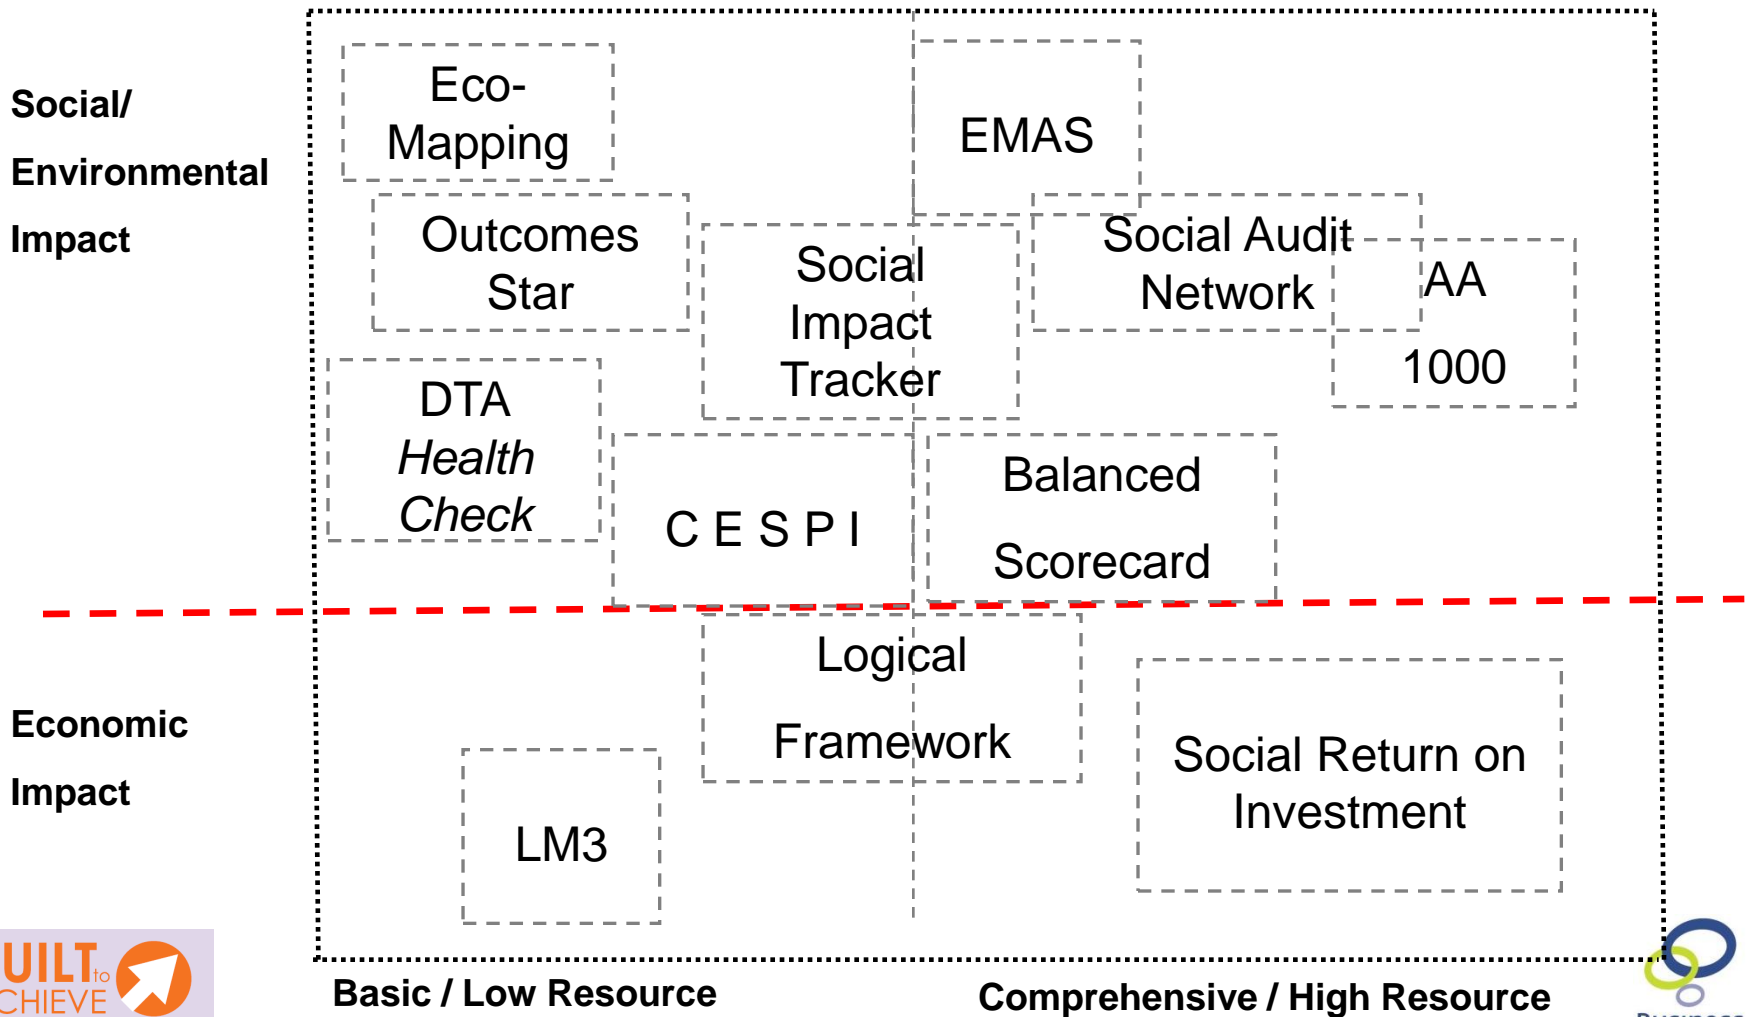 Social/
Environmental
Impact
Eco-
Mapping
EMAS
Outcomes
Star
Social
Impact
Tracker
Social Audit
Network
AA
1000
DTA
Health
Check
C E S P I
Balanced
Scorecard
Economic
Impact
Logical
Framework
LM3
Social Return on
Investment
UILT to
CHIEVE
Basic / Low Resource
Comprehensive / High Resource